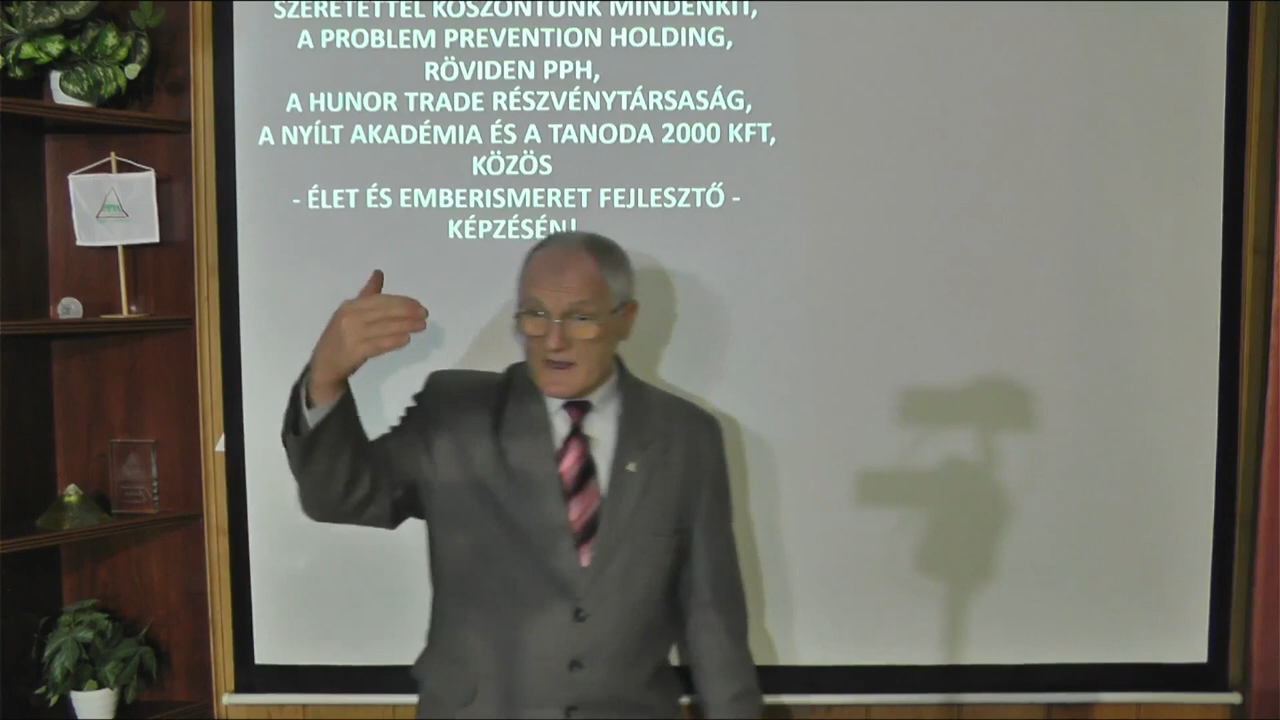 SZERETETTEL KÖSZÖNTÜNK MINDENKIT,
A PROBLEM PREVENTION HOLDING,
RÖVIDEN PPH,
A HUNOR TRADE RÉSZVÉNYTÁRSASÁG,
A NYÍLT AKADÉMIA ÉS A TANODA 2000 KFT,
KÖZÖS
- ÉLET ÉS EMBERISMERET FEJLESZTŐ -
KÉPZÉSÉN!